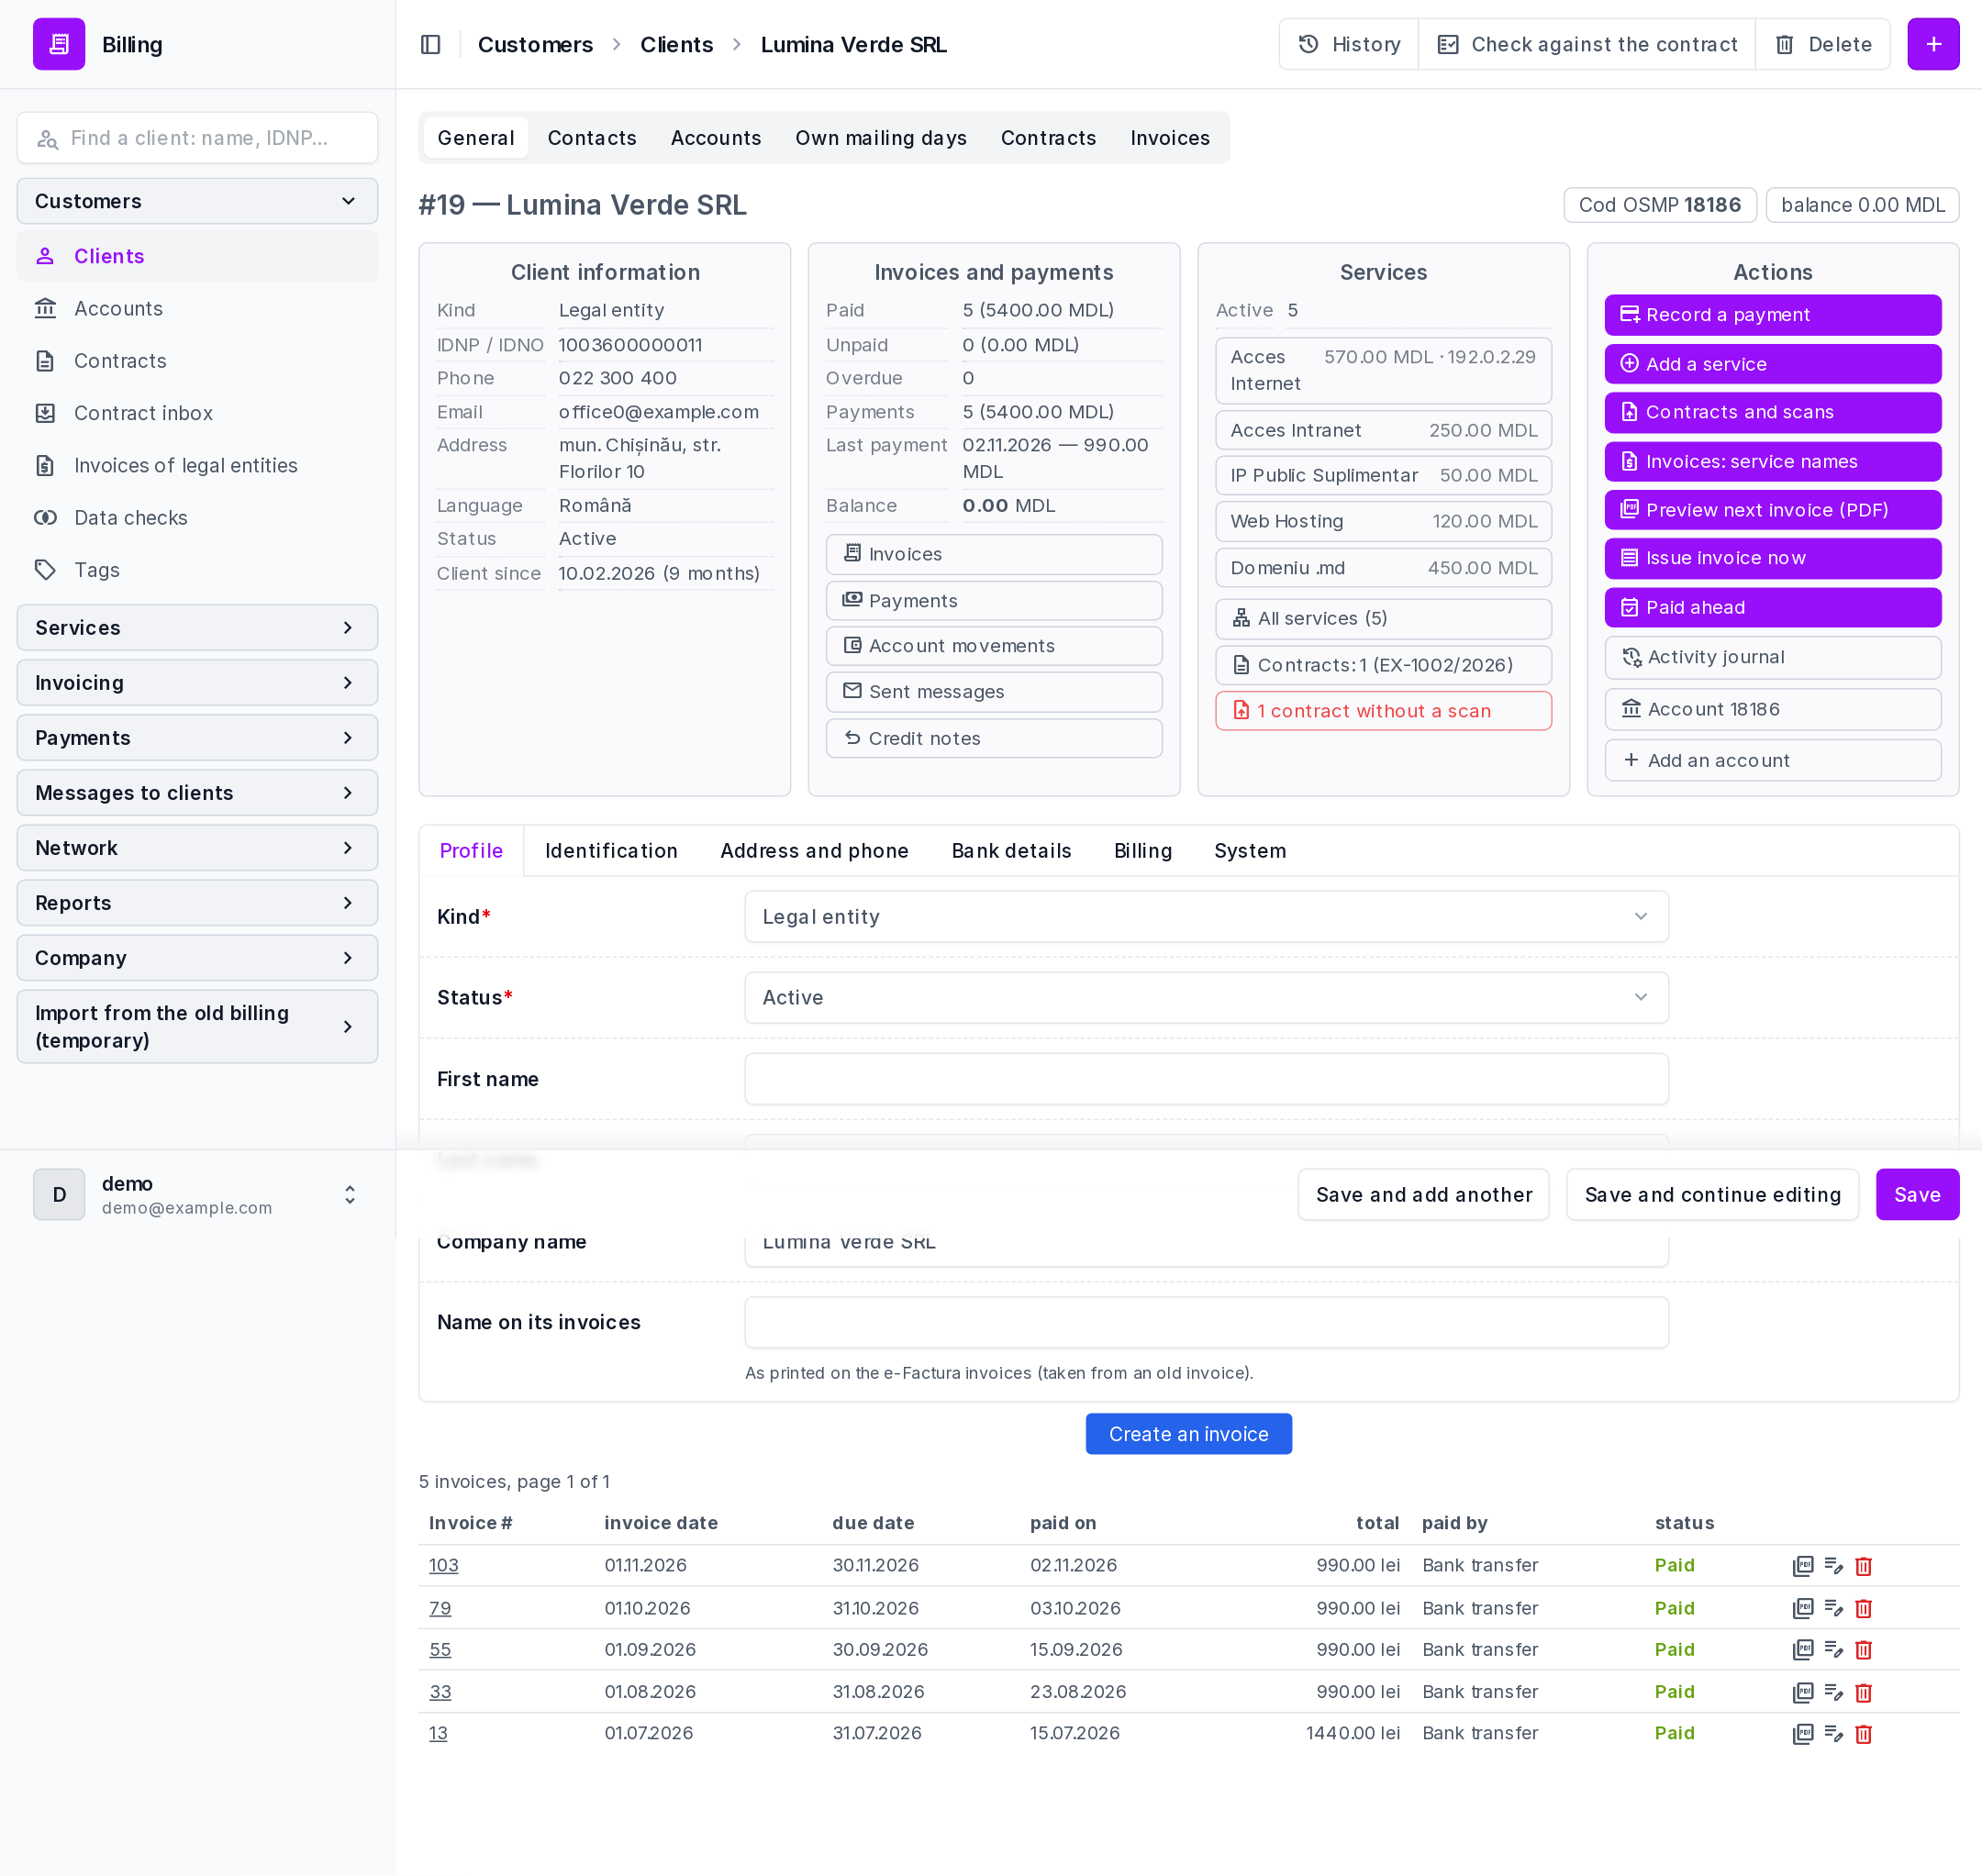 Billing
Customers
Clients
Lumina Verde SRL
History
Check against the contract
Delete
Find a client: name, IDNP...
Customers
Clients
Accounts
Contracts
Contract inbox
Invoices of legal entities
Data checks
Tags
Services
Invoicing
Payments
Messages to clients
Network
Reports
Company
Import from the old billing
(temporary)
D
demo
demo@example.com
General
Contacts
Accounts
Own mailing days
Contracts
Invoices
#19 — Lumina Verde SRL
Cod OSMP 18186
balance 0.00 MDL
Client information
Kind Legal entity
IDNP / IDNO 1003600000011
Phone 022 300 400
Email office0@example.com
Address mun. Chișinău, str.
Florilor 10
Language Română
Status Active
Client since 10.02.2026 (9 months)
Invoices and payments
Paid 5 (5400.00 MDL)
Unpaid 0 (0.00 MDL)
Overdue 0
Payments 5 (5400.00 MDL)
Last payment 02.11.2026 — 990.00
MDL
Balance 0.00 MDL
Invoices
Payments
Account movements
Sent messages
Credit notes
Services
Active 5
Acces 570.00 MDL · 192.0.2.29
Internet
Acces Intranet 250.00 MDL
IP Public Suplimentar 50.00 MDL
Web Hosting 120.00 MDL
Domeniu .md 450.00 MDL
All services (5)
Contracts: 1 (EX-1002/2026)
1 contract without a scan
Actions
Record a payment
Add a service
Contracts and scans
Invoices: service names
Preview next invoice (PDF)
Issue invoice now
Paid ahead
Activity journal
Account 18186
Add an account
Profile
Identification
Address and phone
Bank details
Billing
System
Kind* Legal entity
Status* Active
First name
Save and add another
Save and continue editing
Save
Company name Lumina Verde SRL
Name on its invoices
As printed on the e-Factura invoices (taken from an old invoice).
Create an invoice
5 invoices, page 1 of 1
Invoice # invoice date due date paid on total paid by status
103 01.11.2026 30.11.2026 02.11.2026 990.00 lei Bank transfer Paid
79 01.10.2026 31.10.2026 03.10.2026 990.00 lei Bank transfer Paid
55 01.09.2026 30.09.2026 15.09.2026 990.00 lei Bank transfer Paid
33 01.08.2026 31.08.2026 23.08.2026 990.00 lei Bank transfer Paid
13 01.07.2026 31.07.2026 15.07.2026 1440.00 lei Bank transfer Paid